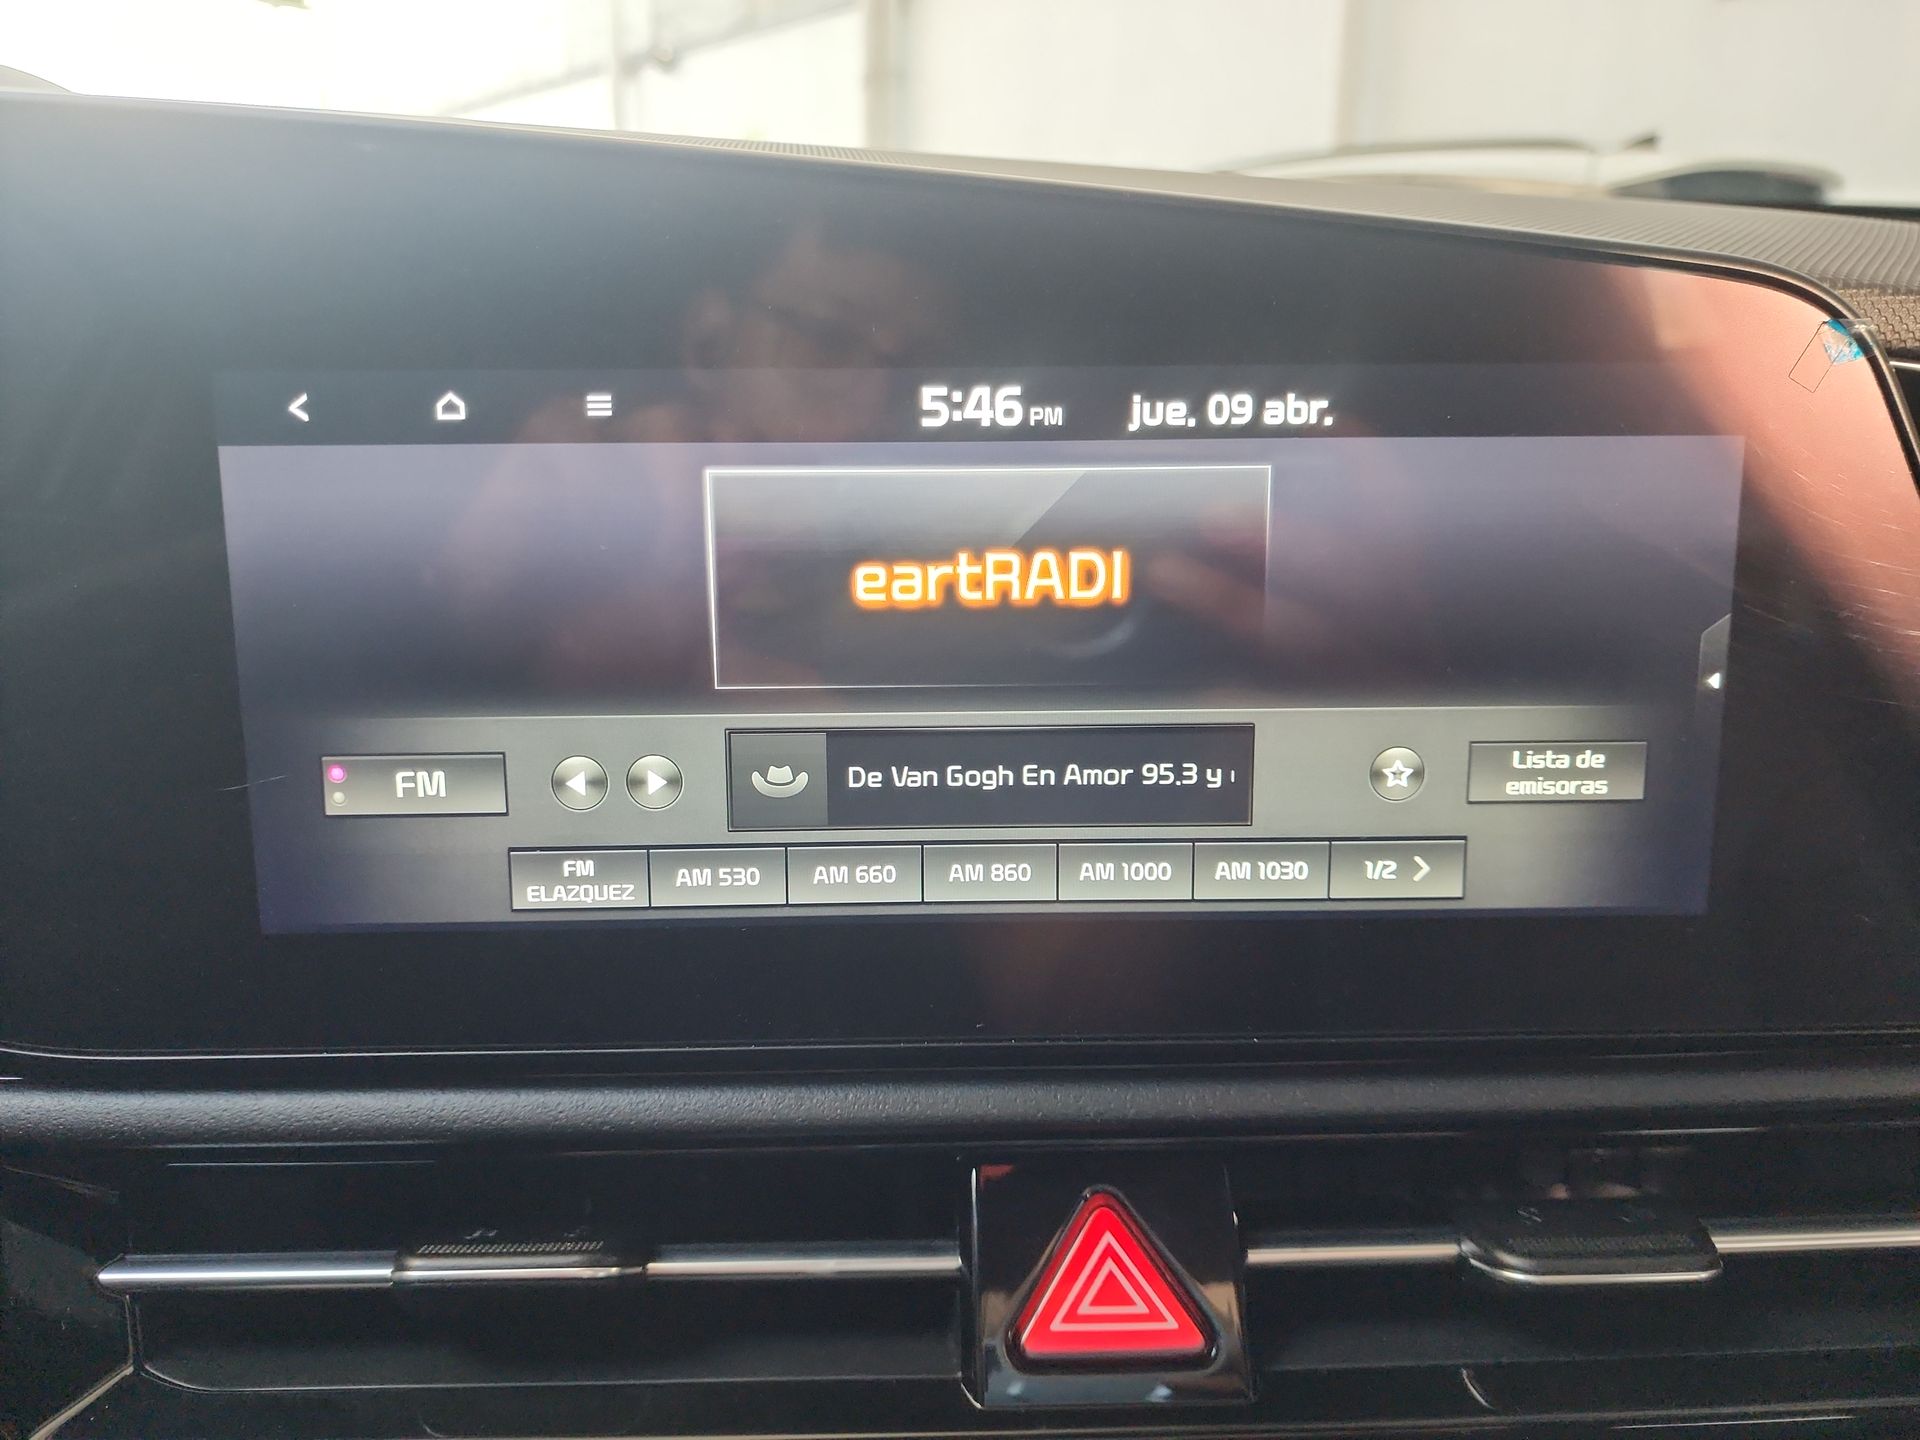 5:46 PM jue. 09 abr.
eartRADI
FM
De Van Gogh En Amor 95.3 y
Lista de
emisoras
FM
ELAZQUEZ
AM 530
AM 660
AM 860
AM 1000
AM 1030
1/2 >